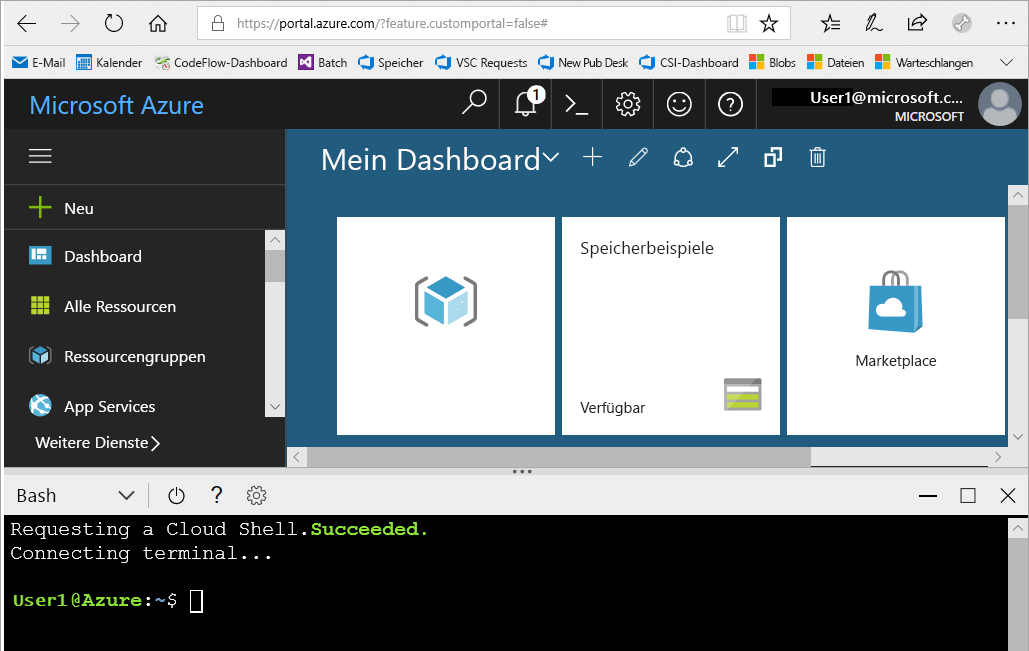 https://portal.azure.com/?feature.customportal=false#
E-Mail Kalender CodeFlow-Dashboard Batch Speicher VSC Requests New Pub Desk CSI-Dashboard Blobs Dateien Warteschlangen
Microsoft Azure
1
User1@microsoft.c...
MICROSOFT
Mein Dashboard
Neu
Dashboard
Alle Ressourcen
Ressourcengruppen
App Services
Weitere Dienste
Speicherbeispiele
Verfügbar
Marketplace
Bash
Requesting a Cloud Shell.Succeeded.
Connecting terminal...
User1@Azure:~$